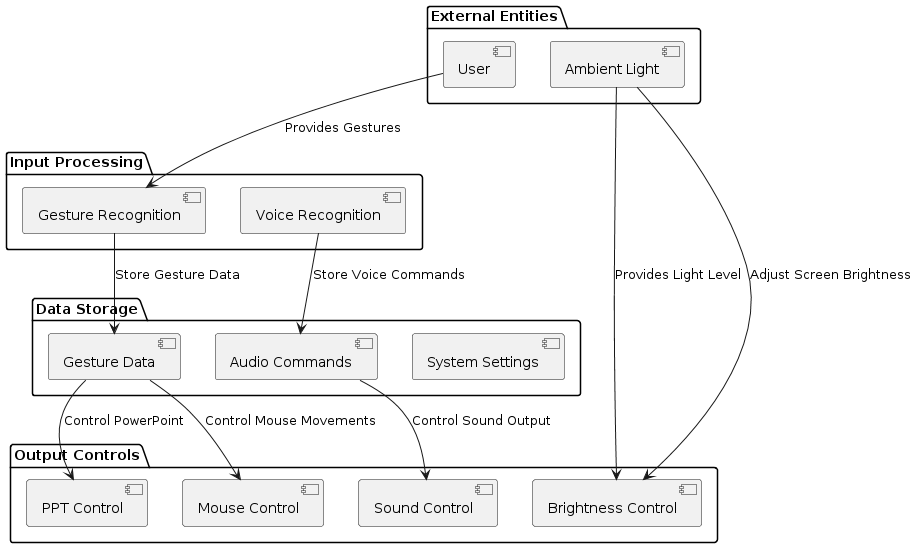 External Entities
User
Ambient Light
Provides Gestures
Input Processing
Gesture Recognition
Voice Recognition
Store Gesture Data
Store Voice Commands
Provides Light Level
Adjust Screen Brightness
Data Storage
Gesture Data
Audio Commands
System Settings
Control PowerPoint
Control Mouse Movements
Control Sound Output
Output Controls
PPT Control
Mouse Control
Sound Control
Brightness Control